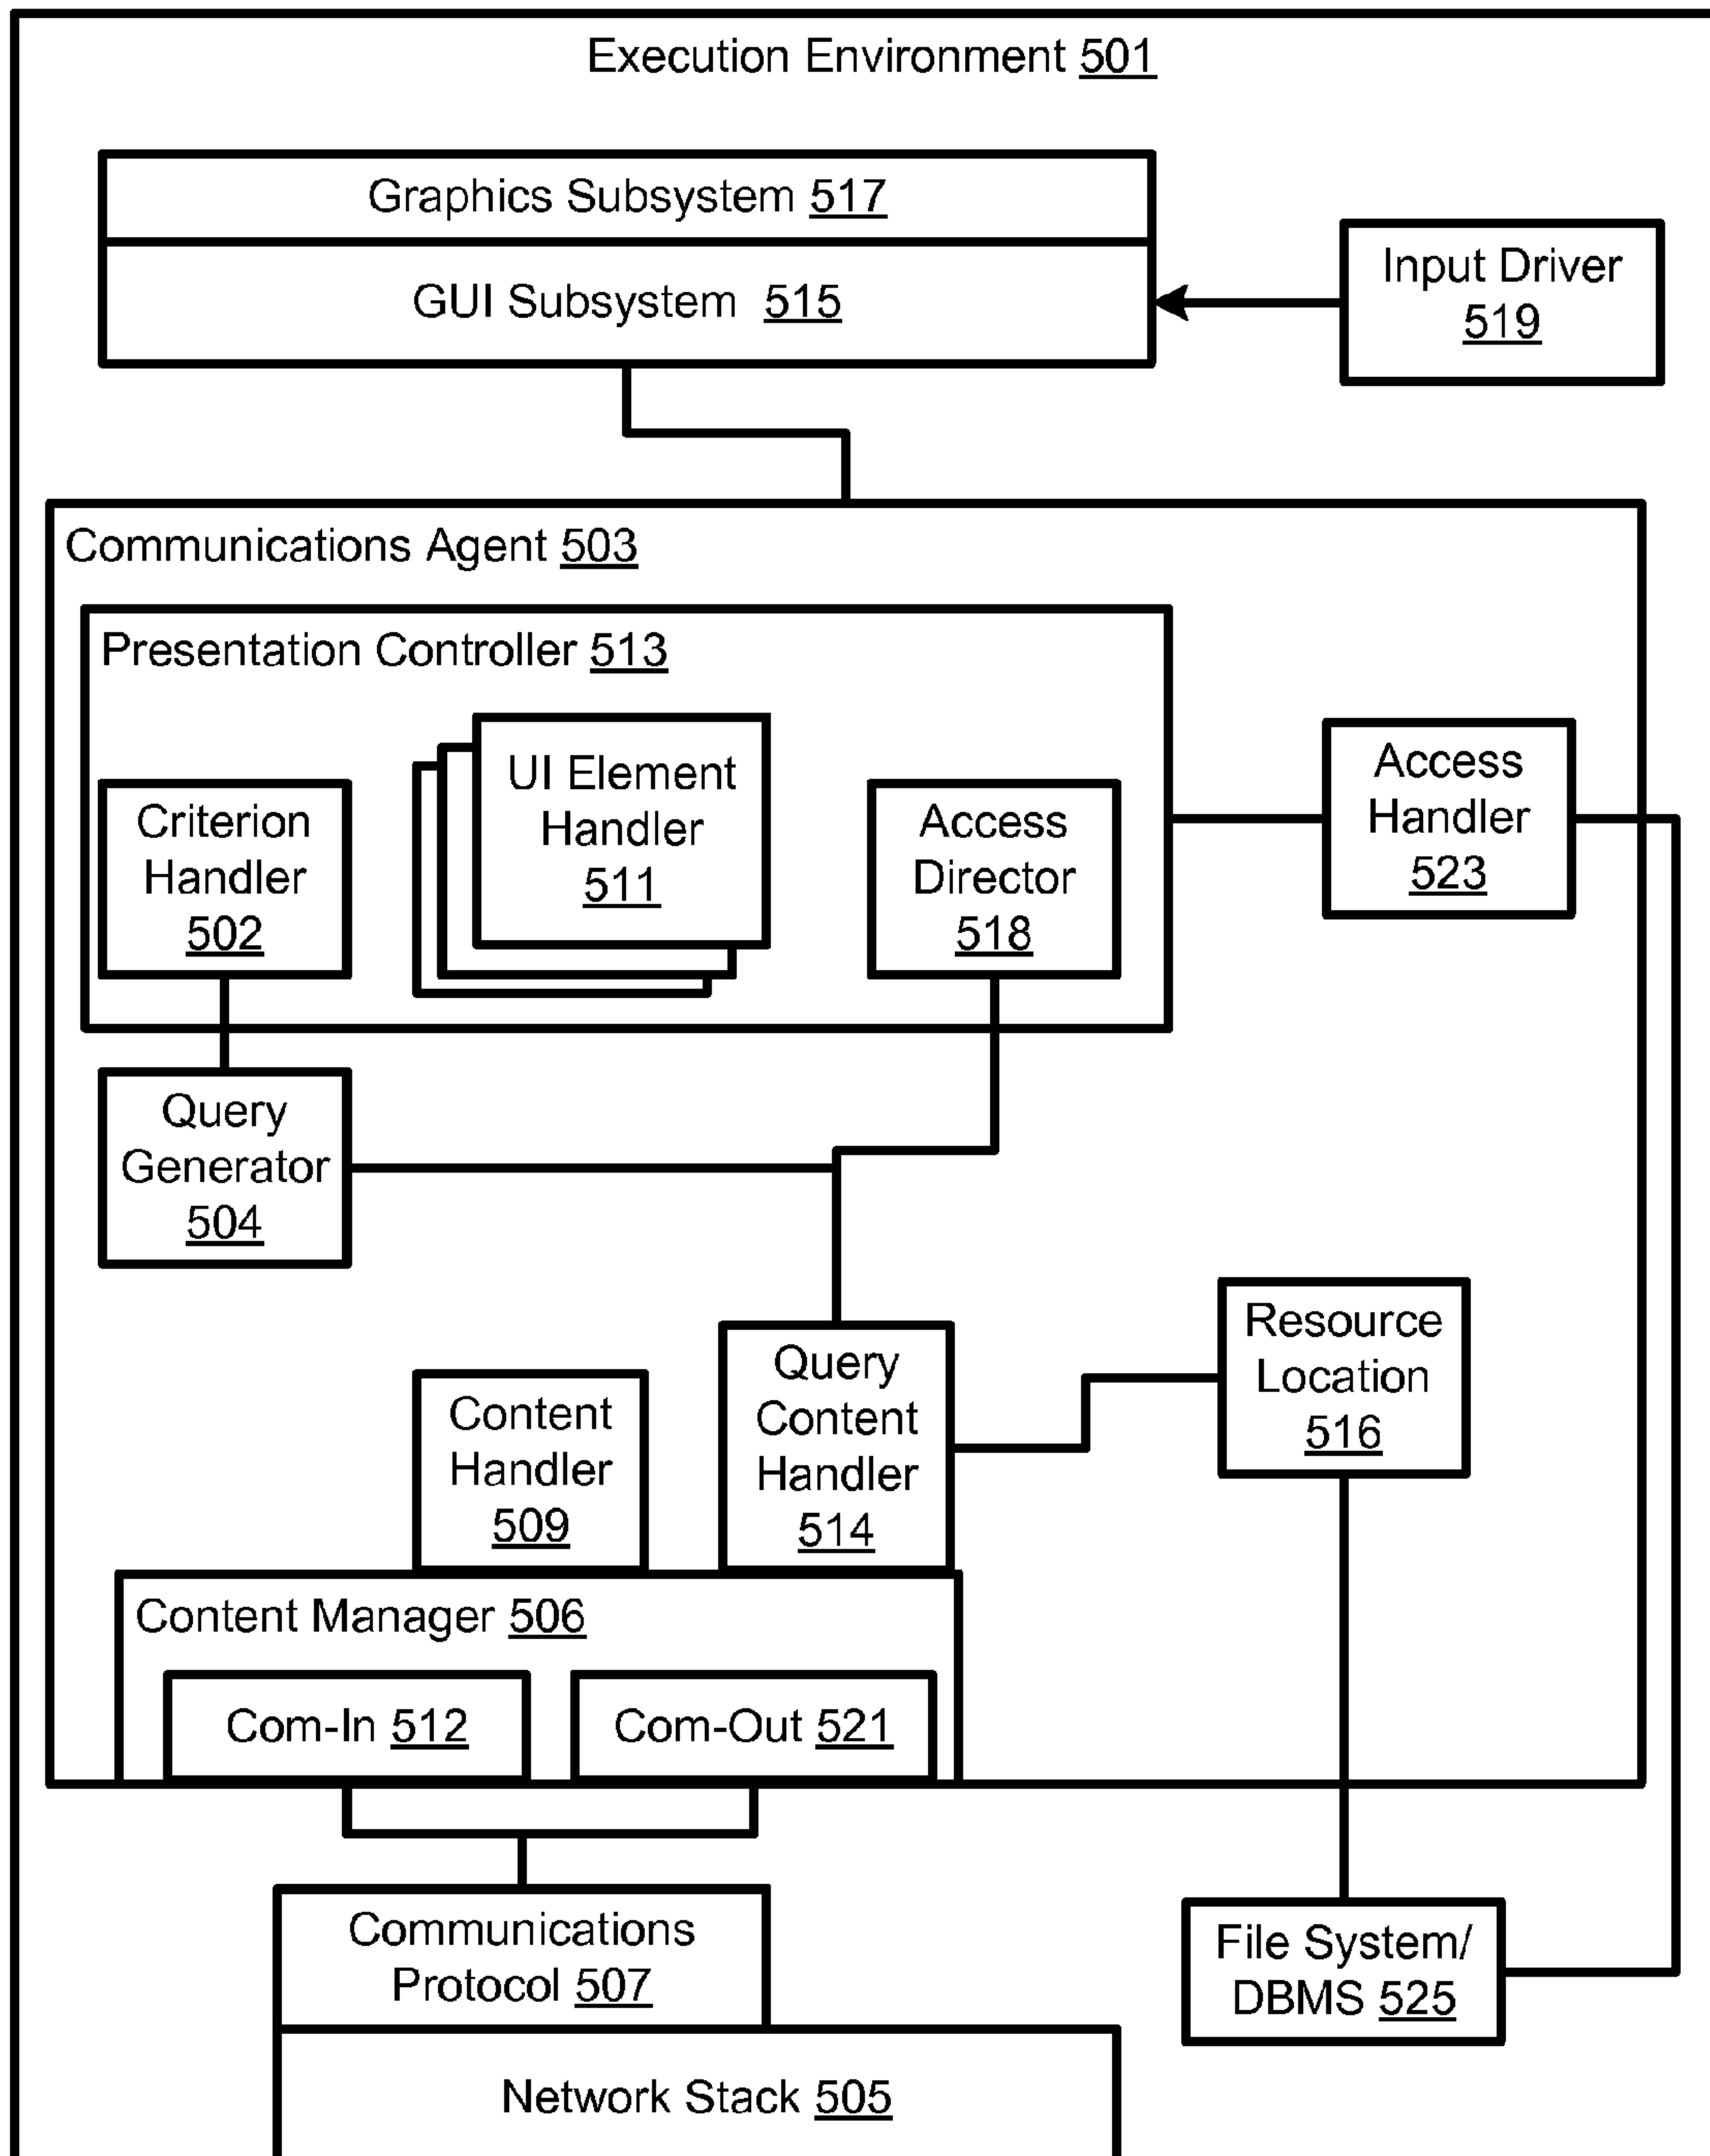 Execution Environment 501
Graphics Subsystem 517
GUI Subsystem 515
Input Driver
519
Communications Agent 503
Presentation Controller 513
Criterion
Handler
502
UI Element
Handler
511
Access
Director
518
Access
Handler
523
Query
Generator
504
Resource
Location
516
Content
Handler
509
Query
Content
Handler
514
Content Manager 506
Com-In 512
Com-Out 521
Communications
Protocol 507
File System/
DBMS 525
Network Stack 505